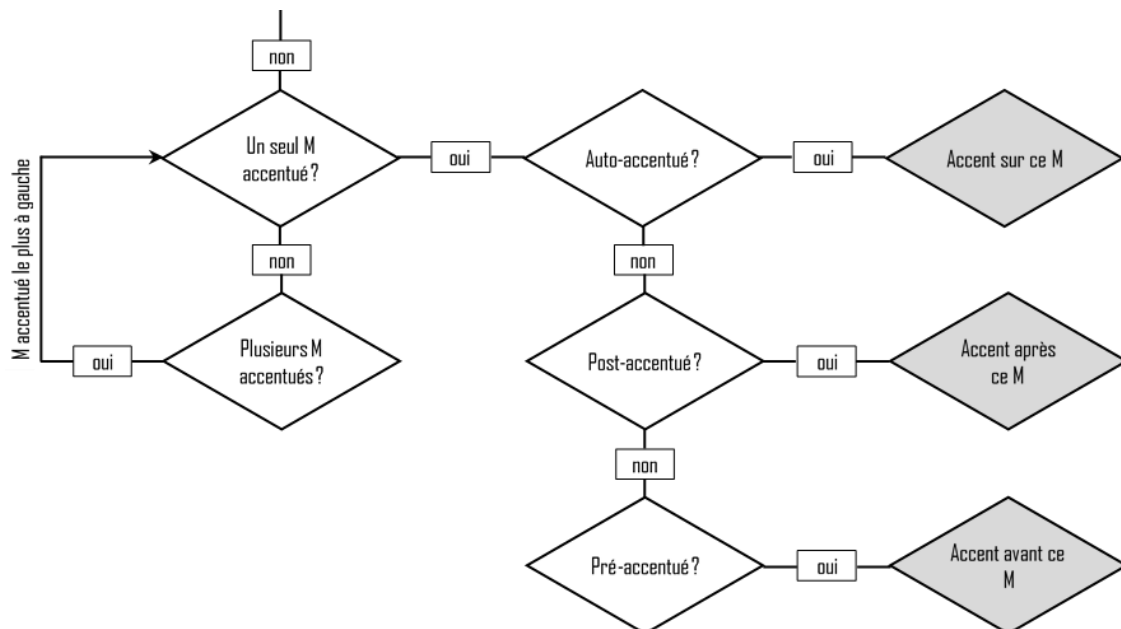 non
Un seul M
accentué ?
oui
Auto-accentué ?
oui
Accent sur ce M
M accentué le plus à gauche
non
non
oui
Plusieurs M
accentués ?
Post-accentué ?
oui
Accent après
ce M
non
Pré-accentué ?
oui
Accent avant ce
M